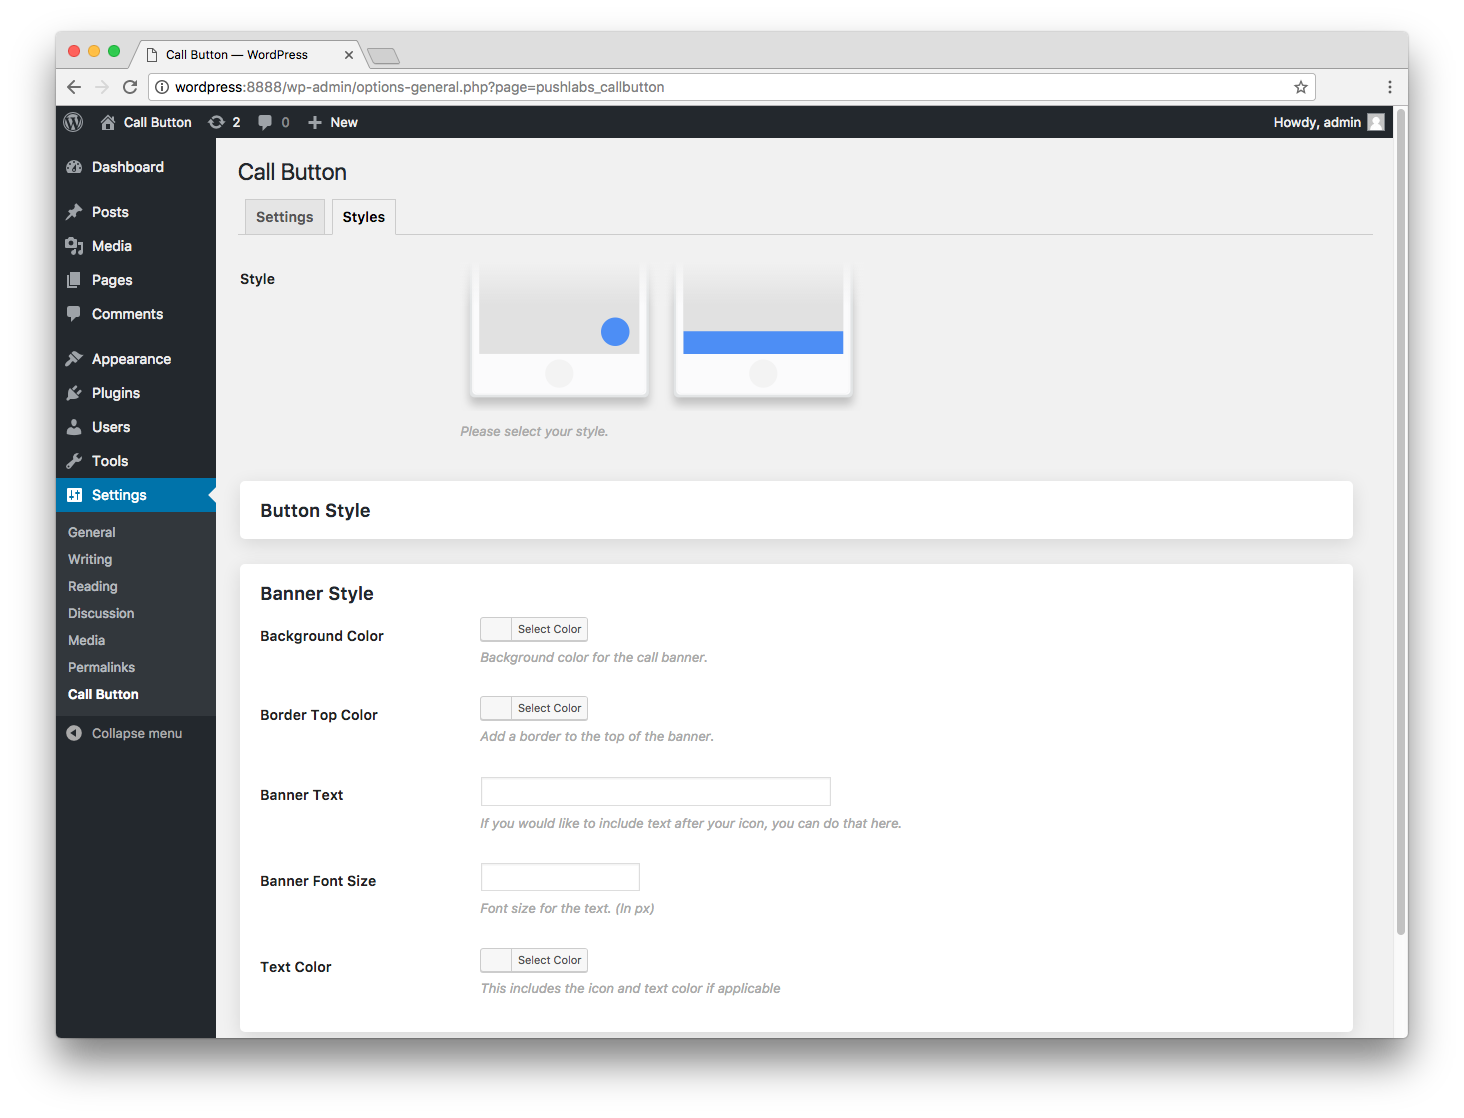 Call Button — WordPress
wordpress:8888/wp-admin/options-general.php?page=pushlabs_callbutton
Call Button 2 0 New Howdy, admin
Dashboard
Posts
Media
Pages
Comments
Appearance
Plugins
Users
Tools
Settings
General
Writing
Reading
Discussion
Media
Permalinks
Call Button
Collapse menu
Call Button
Settings Styles
Style
Please select your style.
Button Style
Banner Style
Background Color Select Color
Background color for the call banner.
Border Top Color Select Color
Add a border to the top of the banner.
Banner Text
If you would like to include text after your icon, you can do that here.
Banner Font Size
Font size for the text. (In px)
Text Color Select Color
This includes the icon and text color if applicable